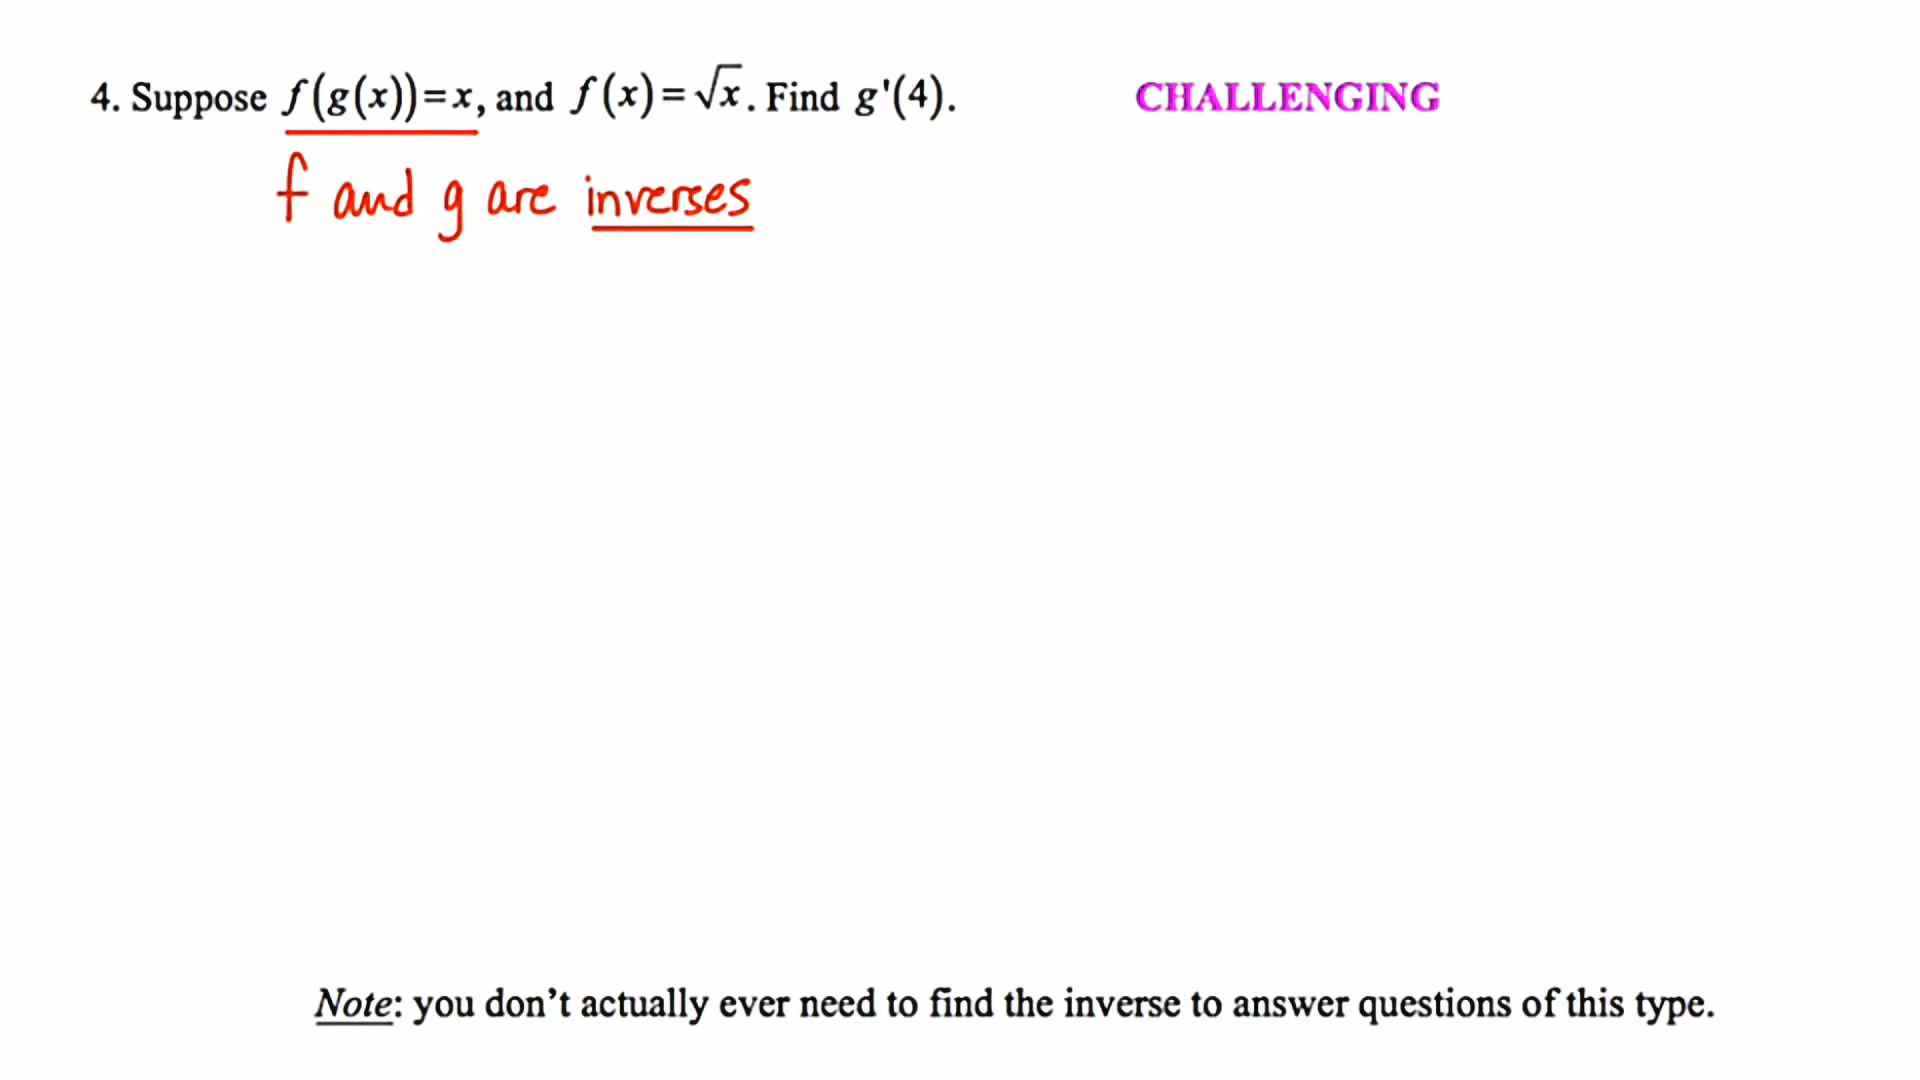 4. Suppose f(g(x))=x, and f(x)=√x. Find g'(4). CHALLENGING
f and g are inverses
Note: you don’t actually ever need to find the inverse to answer questions of this type.